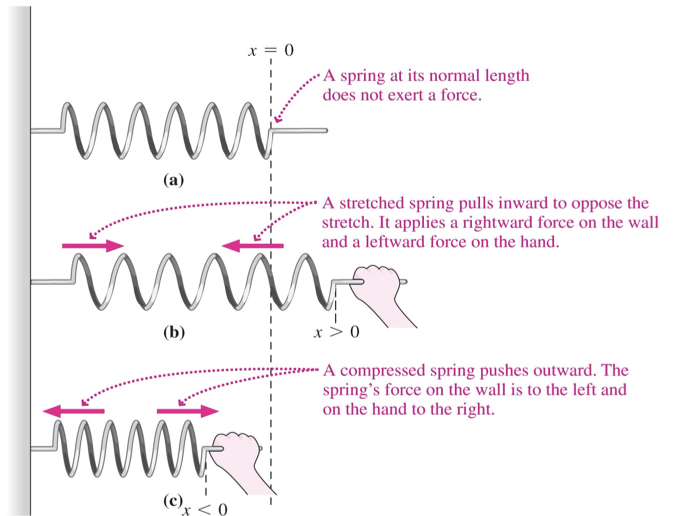 x = 0
A spring at its normal length
does not exert a force.
(a)
A stretched spring pulls inward to oppose the
stretch. It applies a rightward force on the wall
and a leftward force on the hand.
(b)
x > 0
A compressed spring pushes outward. The
spring's force on the wall is to the left and
on the hand to the right.
(c)
x < 0